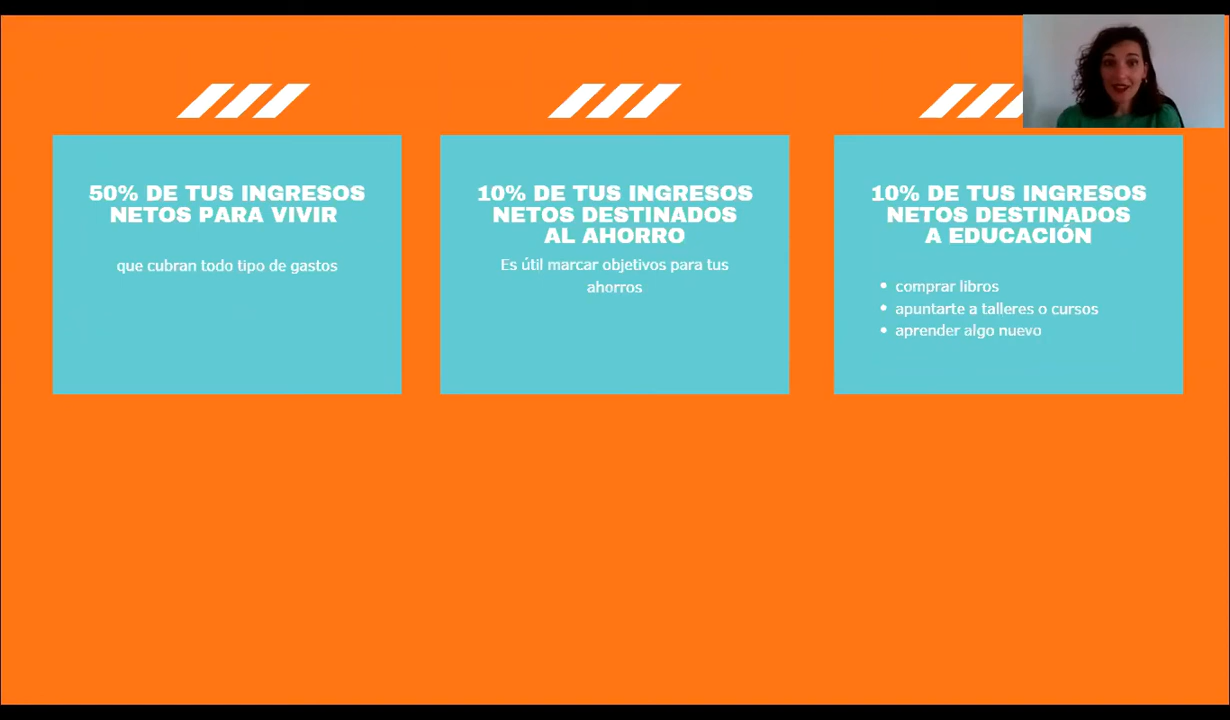 50% DE TUS INGRESOS
NETOS PARA VIVIR
que cubran todo tipo de gastos
10% DE TUS INGRESOS
NETOS DESTINADOS
AL AHORRO
Es útil marcar objetivos para tus
ahorros
10% DE TUS INGRESOS
NETOS DESTINADOS
A EDUCACIÓN
• comprar libros
• apuntarte a talleres o cursos
• aprender algo nuevo